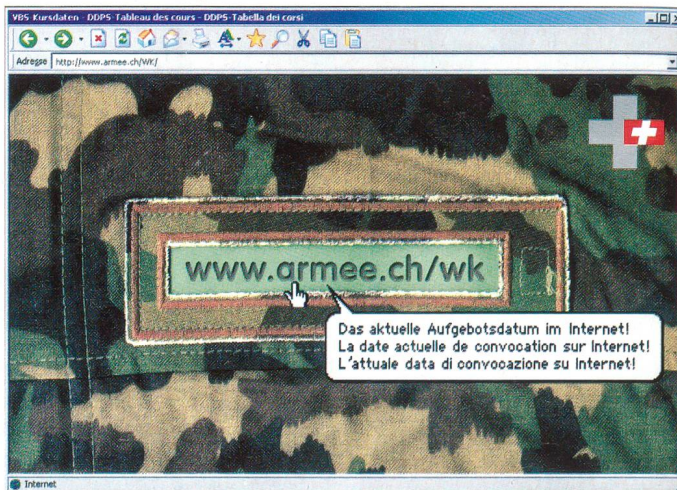 VBS-Kursdaten - DDPS-Tableau des cours - DDPS-Tabella dei corsi
Adresse http://www.armee.ch/WK/
www.armee.ch/wk
Das aktuelle Aufgebotsdatum im Internet!
La date actuelle de convocation sur Internet!
L'attuale data di convocazione su Internet!
Internet